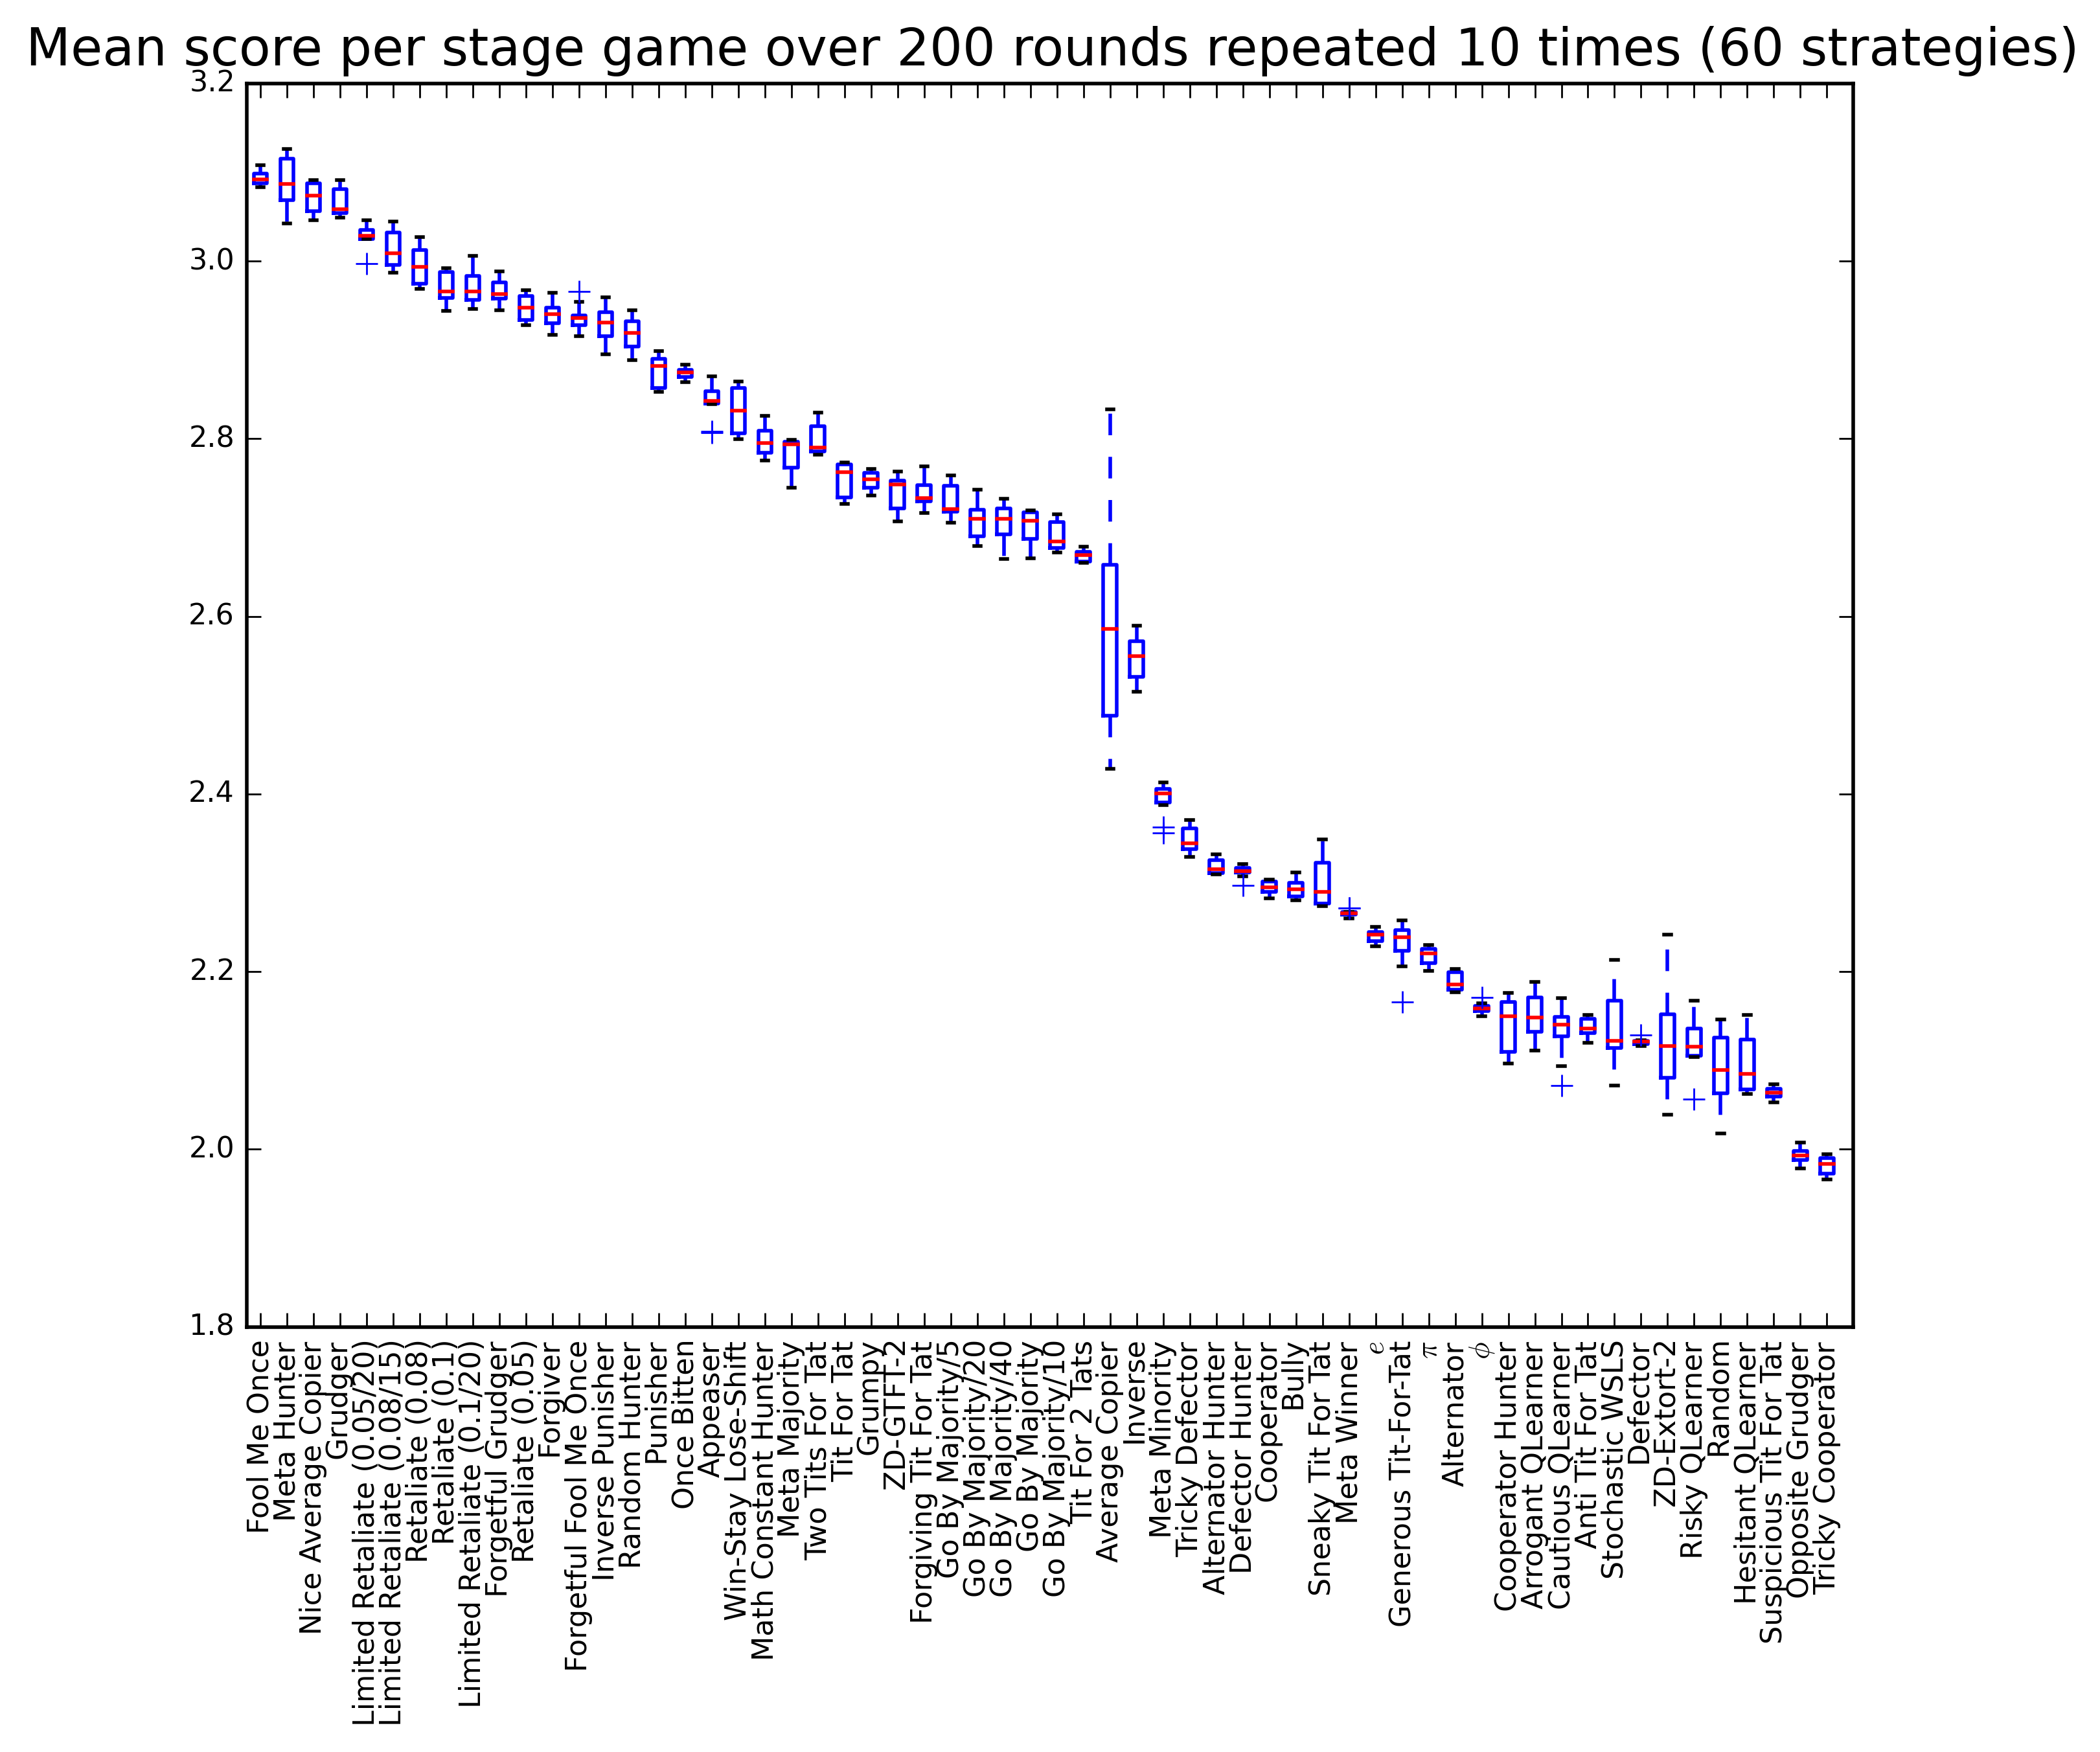 Mean score per stage game over 200 rounds repeated 10 times (60 strategies)
3.2
3.0
2.8
2.6
2.4
2.2
2.0
1.8
Fool Me Once
Meta Hunter
Nice Average Copier
Grudger
Limited Retaliate (0.05/20)
Limited Retaliate (0.08/15)
Retaliate (0.08)
Retaliate (0.1)
Limited Retaliate (0.1/20)
Forgetful Grudger
Retaliate (0.05)
Forgiver
Forgetful Fool Me Once
Inverse Punisher
Random Hunter
Punisher
Once Bitten
Appeaser
Win-Stay Lose-Shift
Math Constant Hunter
Meta Majority
Two Tits For Tat
Tit For Tat
Grumpy
ZD-GTFT-2
Forgiving Tit For Tat
Go By Majority/5
Go By Majority/20
Go By Majority/40
Go By Majority
Go By Majority/10
Tit For 2 Tats
Average Copier
Inverse
Meta Minority
Tricky Defector
Alternator Hunter
Defector Hunter
Cooperator
Bully
Sneaky Tit For Tat
Meta Winner
e
Generous Tit-For-Tat
π
Alternator
ϕ
Cooperator Hunter
Arrogant QLearner
Cautious QLearner
Anti Tit For Tat
Stochastic WSLS
Defector
ZD-Extort-2
Risky QLearner
Random
Hesitant QLearner
Suspicious Tit For Tat
Opposite Grudger
Tricky Cooperator